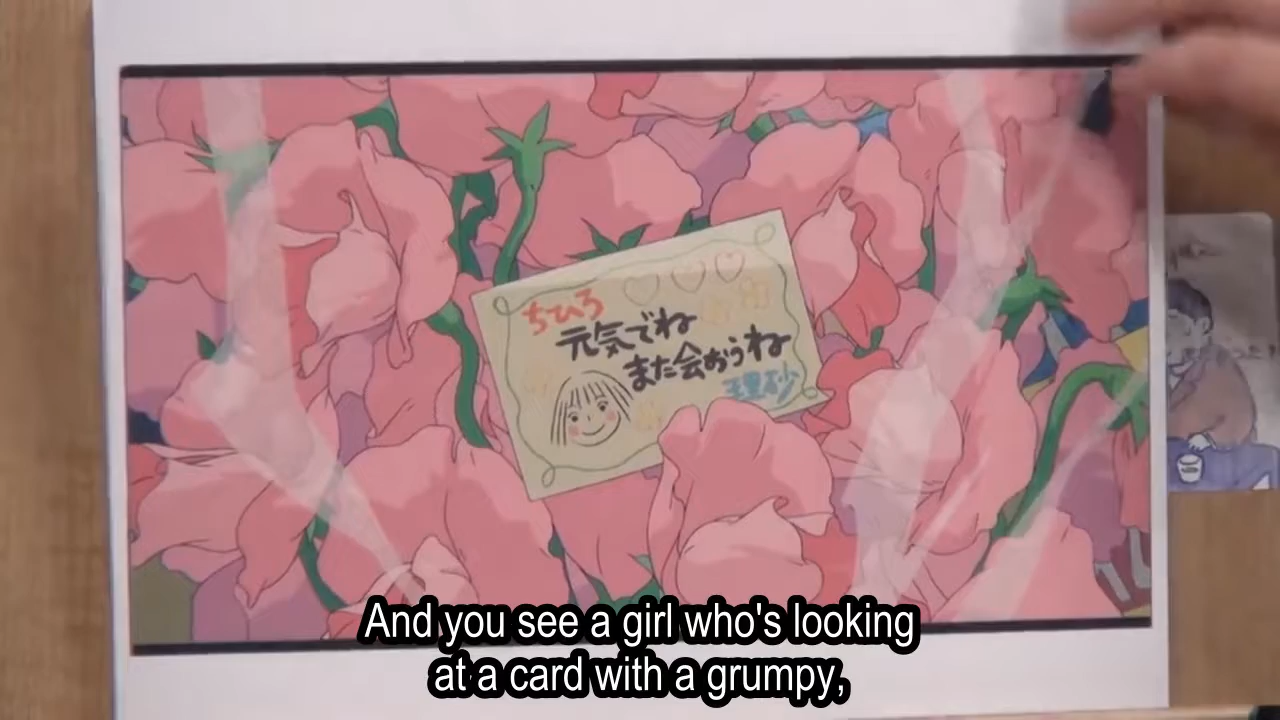 ちひろ
元気でね
また会おうね
理砂
And you see a girl who's looking
at a card with a grumpy,